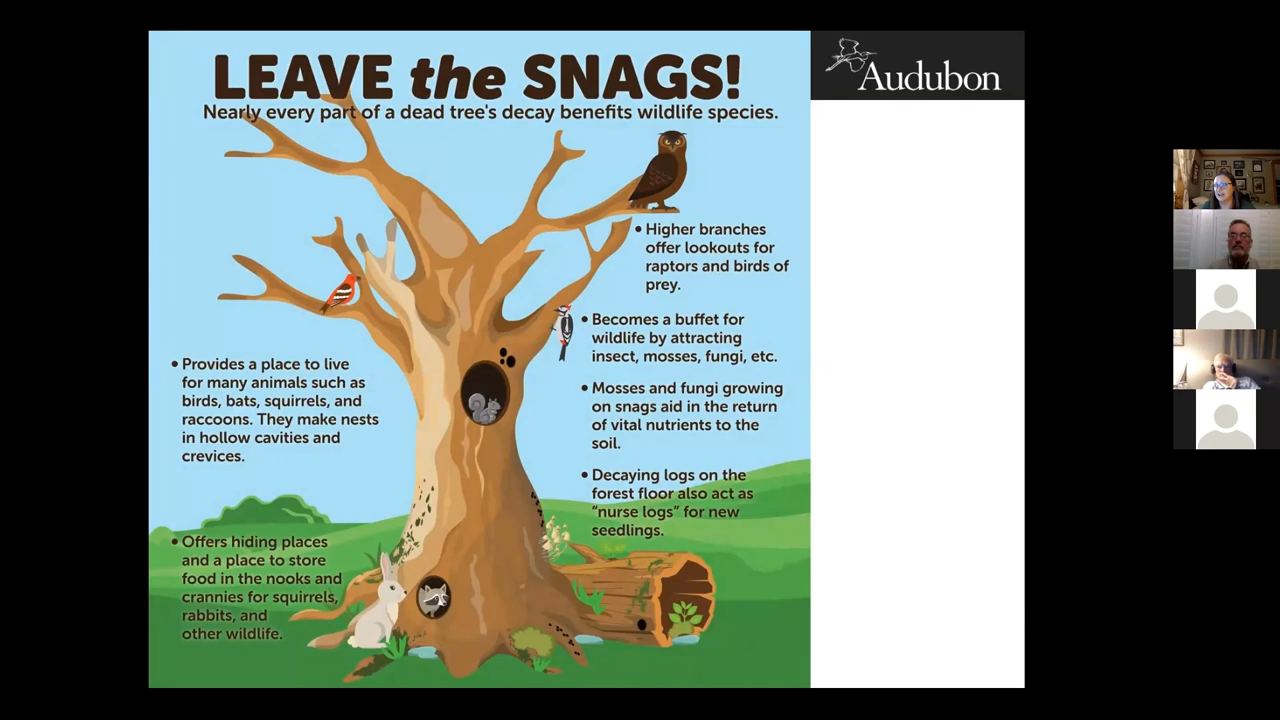 LEAVE the SNAGS!
Nearly every part of a dead tree's decay benefits wildlife species.
Audubon
• Higher branches
offer lookouts for
raptors and birds of
prey.
• Becomes a buffet for
wildlife by attracting
insect, mosses, fungi, etc.
• Mosses and fungi growing
on snags aid in the return
of vital nutrients to the
soil.
• Decaying logs on the
forest floor also act as
“nurse logs” for new
seedlings.
• Provides a place to live
for many animals such as
birds, bats, squirrels, and
raccoons. They make nests
in hollow cavities and
crevices.
• Offers hiding places
and a place to store
food in the nooks and
crannies for squirrels,
rabbits, and
other wildlife.